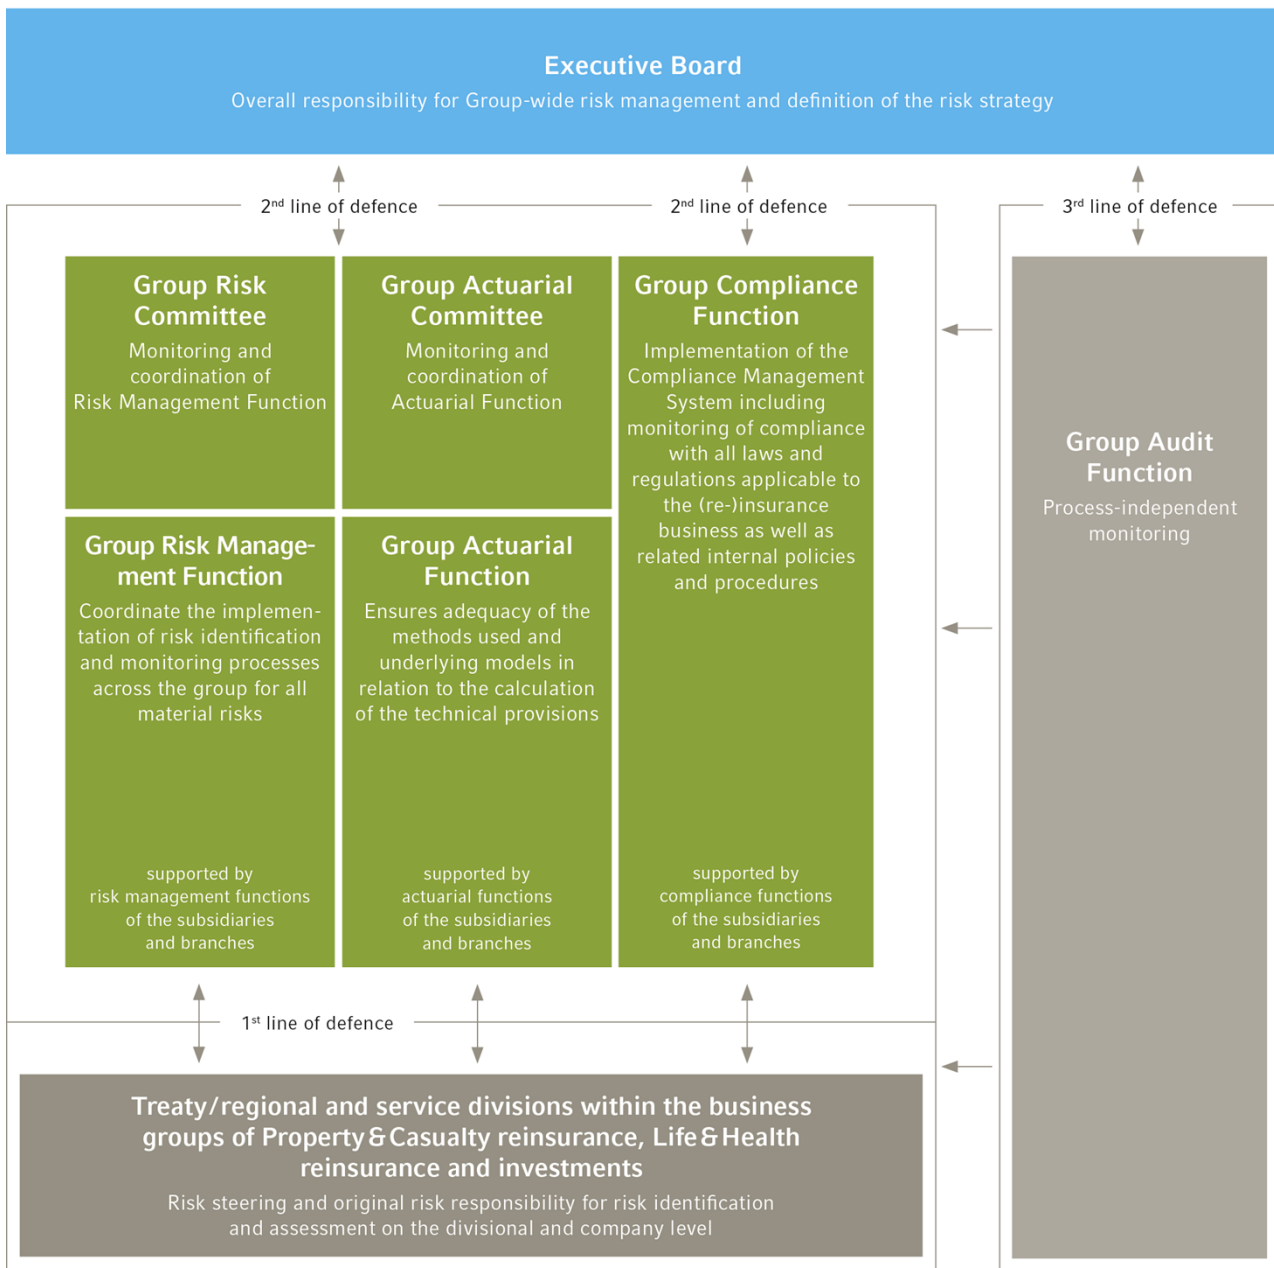 Executive Board
Overall responsibility for Group-wide risk management and definition of the risk strategy
2nd line of defence
2nd line of defence
3rd line of defence
Group Risk
Committee
Monitoring and
coordination of
Risk Management Function
Group Actuarial
Committee
Monitoring and
coordination of
Actuarial Function
Group Compliance
Function
Implementation of the
Compliance Management
System including
monitoring of compliance
with all laws and
regulations applicable to
the (re-)insurance
business as well as
related internal policies
and procedures
supported by
compliance functions
of the subsidiaries
and branches
Group Risk Manage-
ment Function
Coordinate the implemen-
tation of risk identification
and monitoring processes
across the group for all
material risks
supported by
risk management functions
of the subsidiaries
and branches
Group Actuarial
Function
Ensures adequacy of the
methods used and
underlying models in
relation to the calculation
of the technical provisions
supported by
actuarial functions
of the subsidiaries
and branches
Group Audit
Function
Process-independent
monitoring
1st line of defence
Treaty/regional and service divisions within the business
groups of Property & Casualty reinsurance, Life & Health
reinsurance and investments
Risk steering and original risk responsibility for risk identification
and assessment on the divisional and company level